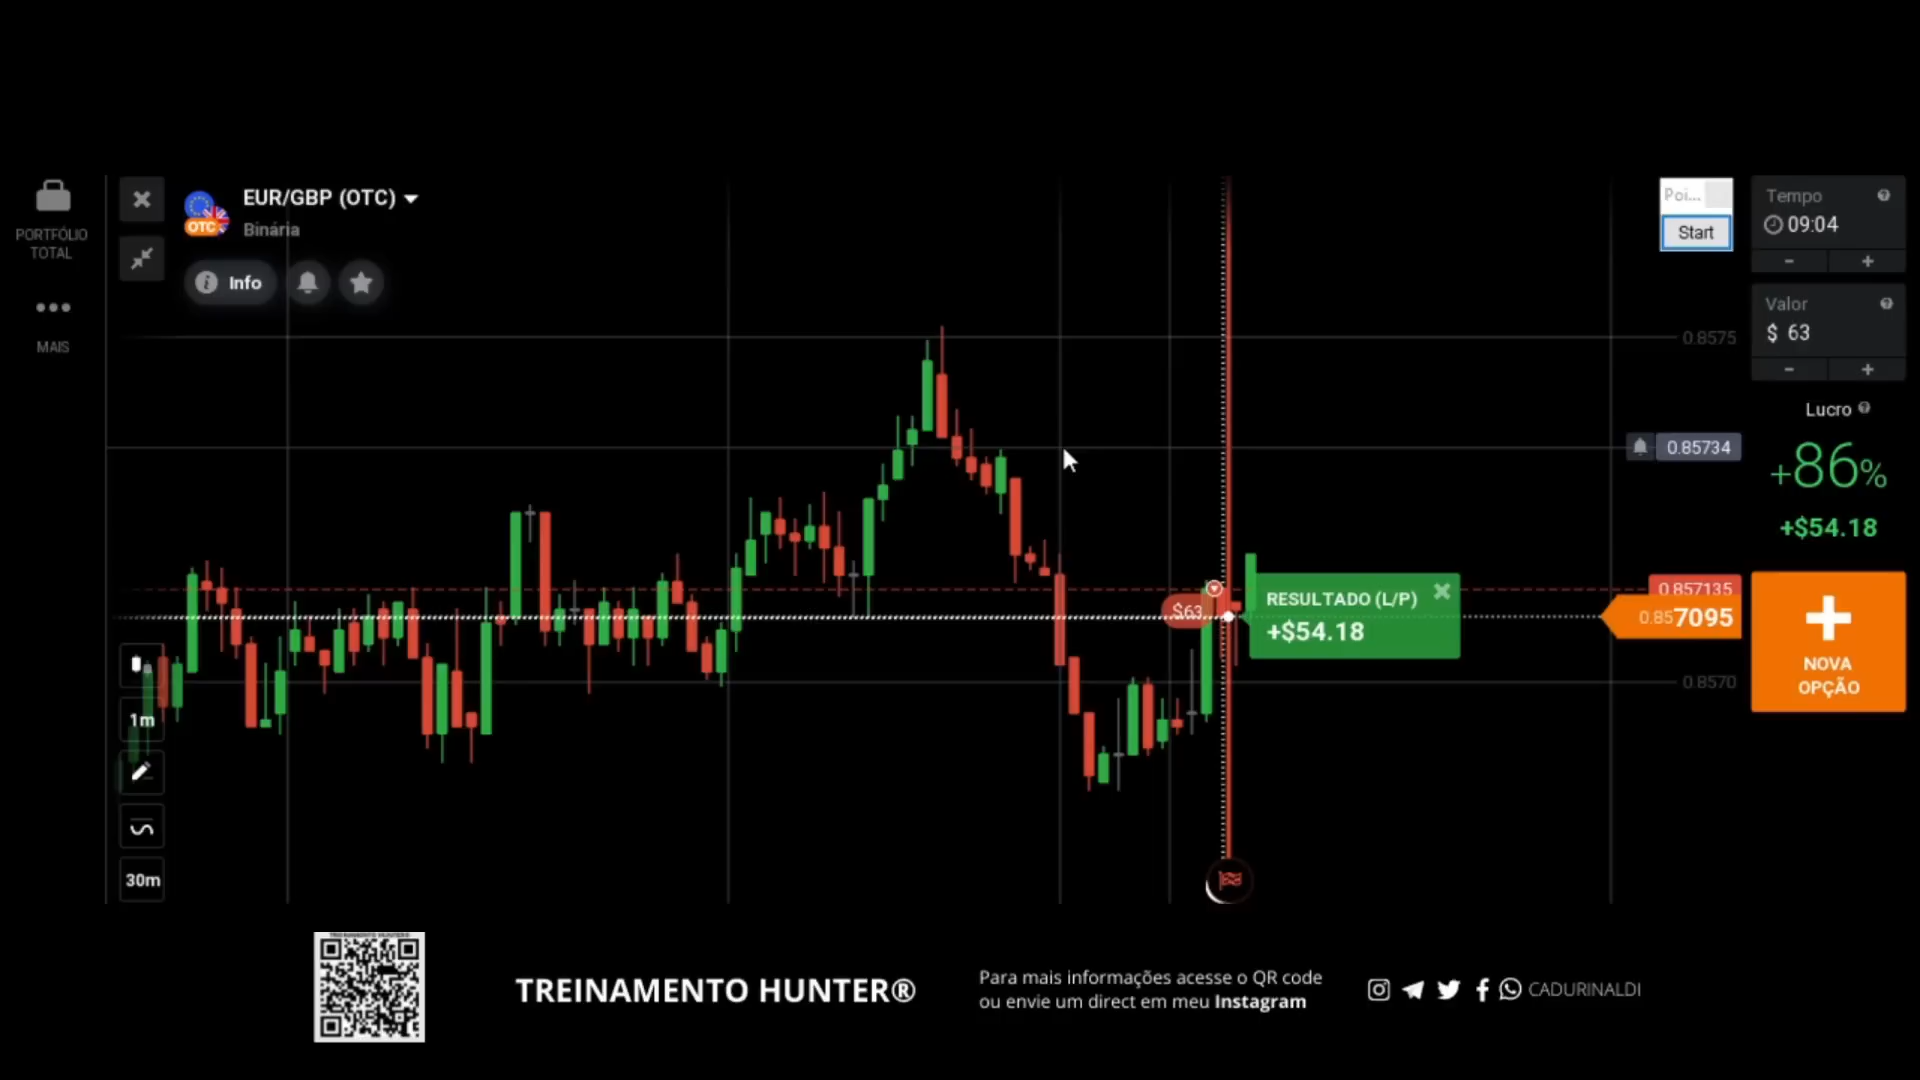 PORTFÓLIO
TOTAL
MAIS
EUR/GBP (OTC)
OTC
Binária
Info
1m
30m
Poi...
Start
Tempo
09:04
- +
Valor
$ 63
- +
Lucro
+86%
+$54.18
NOVA
OPÇÃO
0.8575
0.85734
0.857135
0.857095
0.8570
$63
RESULTADO (L/P)
+$54.18
TREINAMENTO HUNTER®
Para mais informações acesse o QR code
ou envie um direct em meu Instagram
CADURINALDI